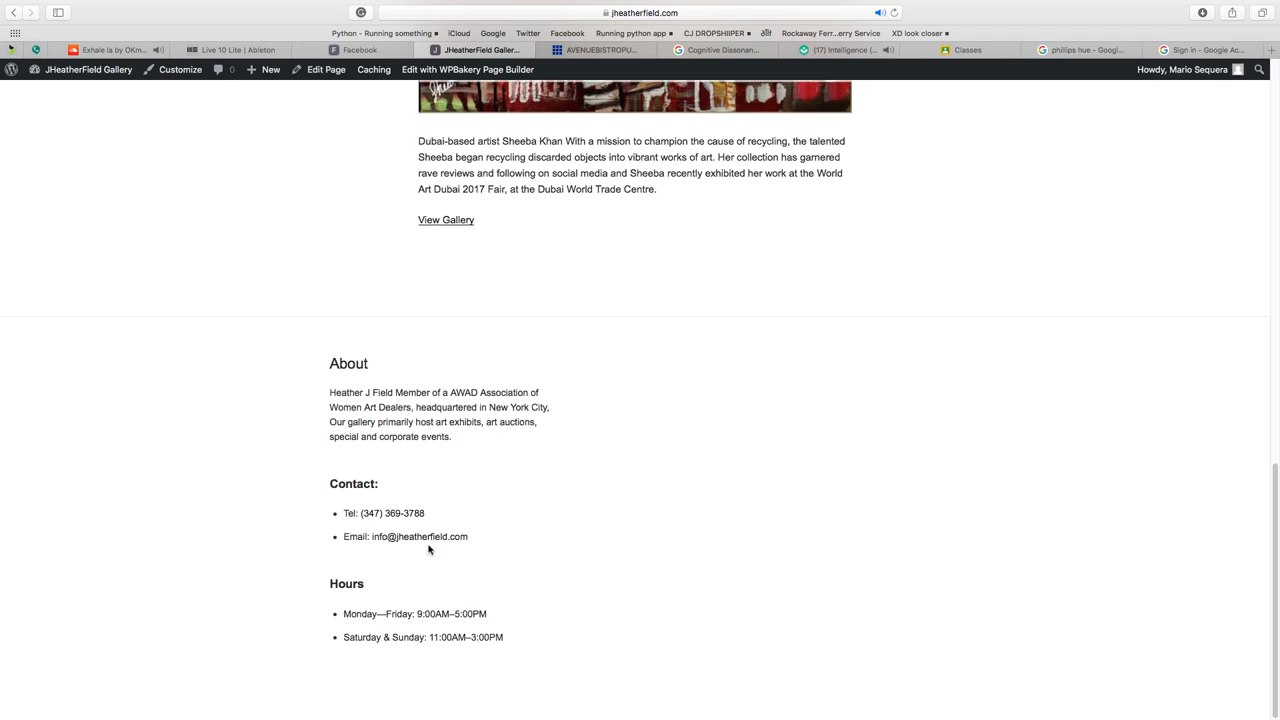 jheatherfield.com
Python - Running something
iCloud
Google
Twitter
Facebook
Running python app
CJ DROPSHIIPER
Rockaway Ferr...erry Service
XD look closer
Exhale ia by OKm...
Live 10 Lite | Ableton
Facebook
JHeatherField Galler...
AVENUEBISTROPU...
Cognitive Dissonan...
(17) Intelligence (...
Classes
philips hue - Googl...
Sign in - Google Ac...
JHeatherField Gallery
Customize
0
New
Edit Page
Caching
Edit with WPBakery Page Builder
Howdy, Mario Sequera
Dubai-based artist Sheeba Khan With a mission to champion the cause of recycling, the talented
Sheeba began recycling discarded objects into vibrant works of art. Her collection has garnered
rave reviews and following on social media and Sheeba recently exhibited her work at the World
Art Dubai 2017 Fair, at the Dubai World Trade Centre.
View Gallery
About
Heather J Field Member of a AWAD Association of
Women Art Dealers, headquartered in New York City,
Our gallery primarily host art exhibits, art auctions,
special and corporate events.
Contact:
Tel: (347) 369-3788
Email: info@jheatherfield.com
Hours
Monday—Friday: 9:00AM–5:00PM
Saturday & Sunday: 11:00AM–3:00PM